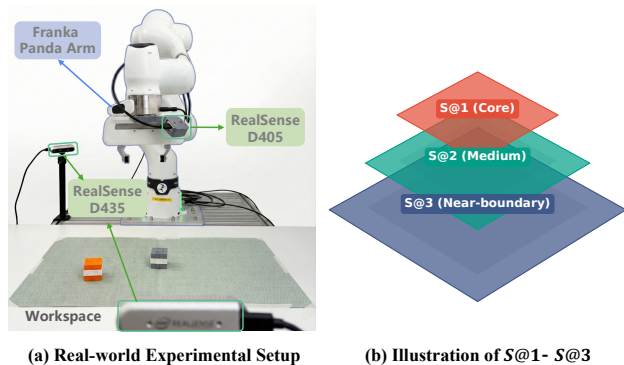 Franka
Panda Arm
RealSense
D405
RealSense
D435
Workspace
REALSENSE
(a) Real-world Experimental Setup
S@1 (Core)
S@2 (Medium)
S@3 (Near-boundary)
(b) Illustration of S@1- S@3